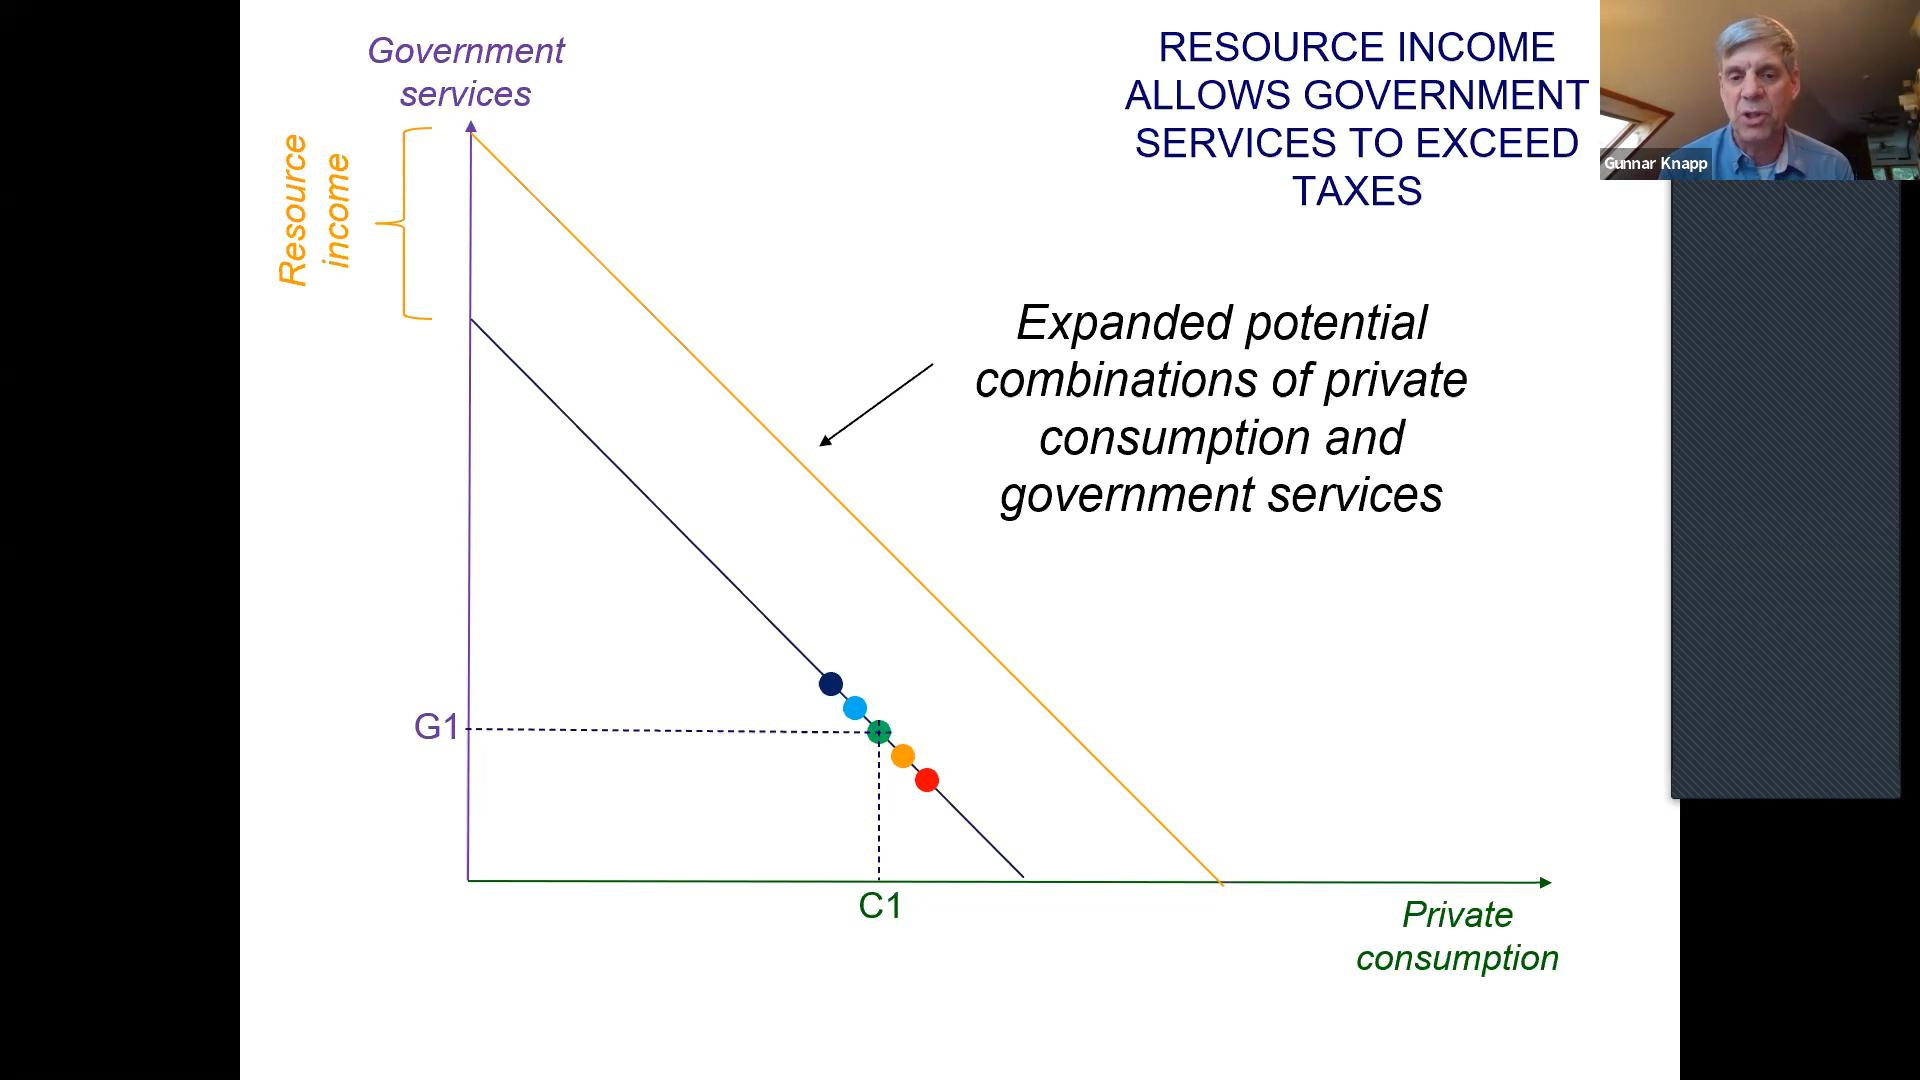 Government
services
RESOURCE INCOME
ALLOWS GOVERNMENT
SERVICES TO EXCEED
TAXES
Gunnar Knapp
Resource
income
Expanded potential
combinations of private
consumption and
government services
G1
C1
Private
consumption